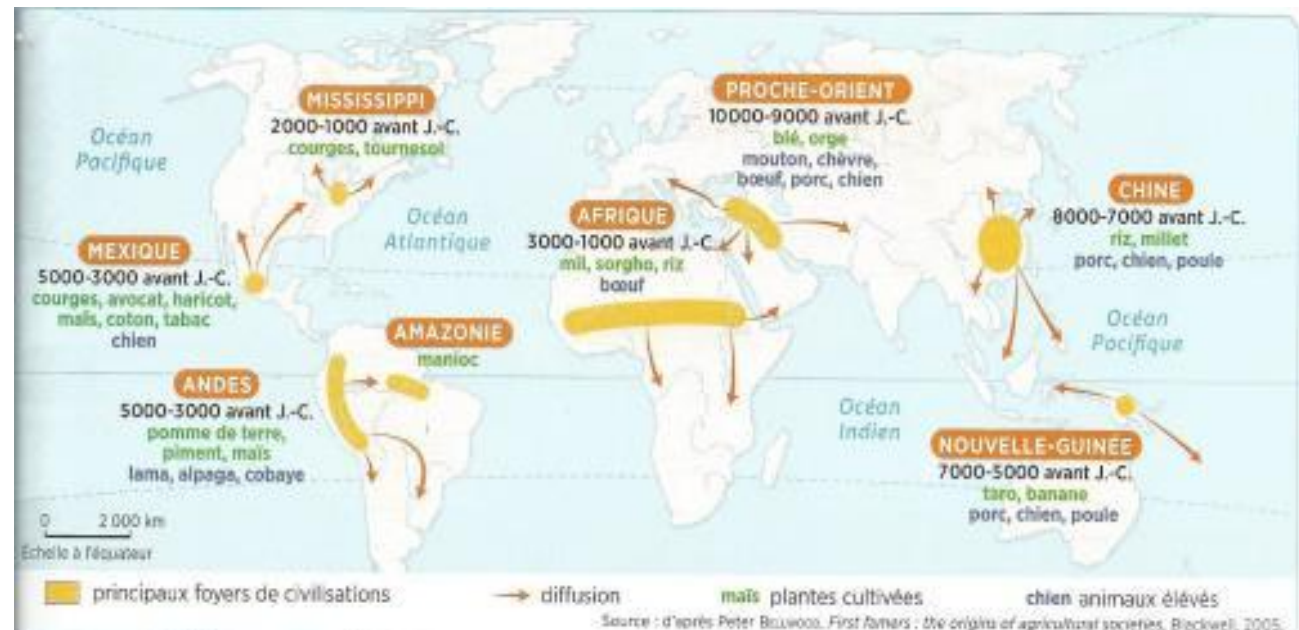 MISSISSIPPI
2000-1000 avant J.-C.
courges, tournesol
PROCHE-ORIENT
10000-9000 avant J.-C.
blé, orge
mouton, chèvre,
bœuf, porc, chien
Océan
Pacifique
CHINE
8000-7000 avant J.-C.
riz, millet
porc, chien, poule
Océan
Atlantique
AFRIQUE
3000-1000 avant J.-C.
mil, sorgho, riz
bœuf
MEXIQUE
5000-3000 avant J.-C.
courges, avocat, haricot,
maïs, coton, tabac
chien
AMAZONIE
manioc
Océan
Pacifique
ANDES
5000-3000 avant J.-C.
pomme de terre,
piment, maïs
lama, alpaga, cobaye
Océan
Indien
NOUVELLE-GUINÉE
7000-5000 avant J.-C.
taro, banane
porc, chien, poule
0 2 000 km
Échelle à l'équateur
principaux foyers de civilisations
diffusion
maïs plantes cultivées
chien animaux élevés
Source : d'après Peter BELLWOOD, First famers : the origins of agricultural societies, Blackwell, 2005.